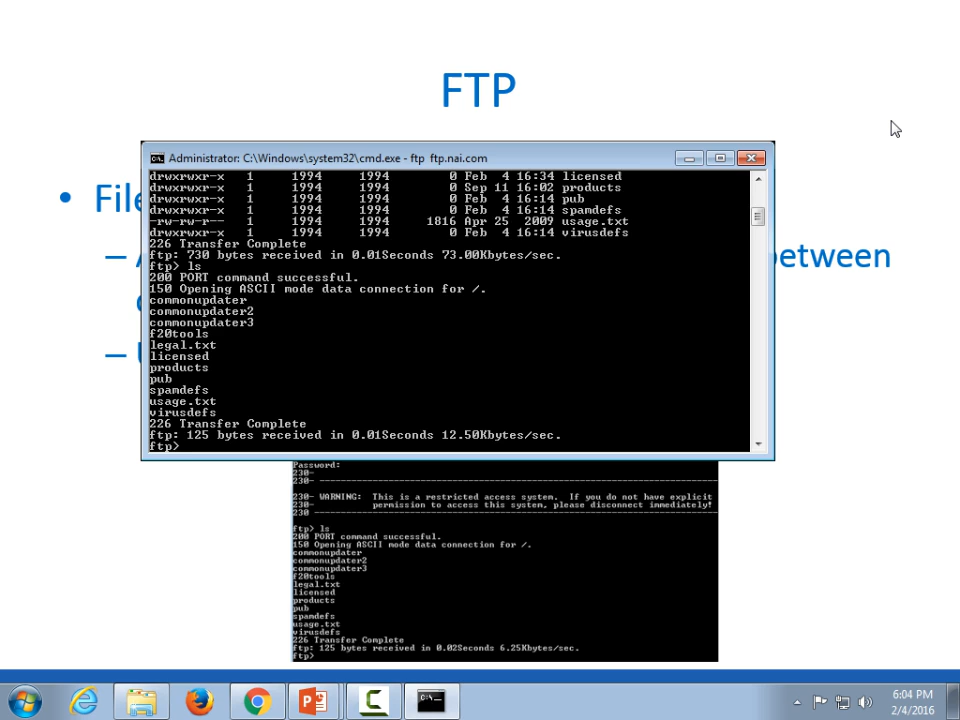 FTP
Administrator: C:\Windows\system32\cmd.exe - ftp ftp.nai.com
drwxrwxr-x 1 1994 1994 0 Feb 4 16:34 licensed
drwxrwxr-x 1 1994 1994 0 Sep 11 16:02 products
drwxrwxr-x 1 1994 1994 0 Feb 4 16:14 pub
drwxrwxr-x 1 1994 1994 0 Feb 4 16:14 spamdefs
-rw-rw-r-- 1 1994 1994 1816 Apr 25 2009 usage.txt
drwxrwxr-x 1 1994 1994 0 Feb 4 16:14 virusdefs
226 Transfer Complete
ftp: 730 bytes received in 0.01Seconds 73.00Kbytes/sec.
ftp> ls
200 PORT command successful.
150 Opening ASCII mode data connection for /.
commonupdater
commonupdater2
commonupdater3
f20tools
legal.txt
licensed
products
pub
spamdefs
usage.txt
virusdefs
226 Transfer Complete
ftp: 125 bytes received in 0.01Seconds 12.50Kbytes/sec.
ftp>
• File
– between
–
Password:
230-
230- ----------------------------------------------------------------
230- WARNING: This is a restricted access system. If you do not have explicit
230- permission to access this system, please disconnect immediately!
230 ----------------------------------------------------------------
ftp> ls
200 PORT command successful.
150 Opening ASCII mode data connection for /.
commonupdater
commonupdater2
commonupdater3
f20tools
legal.txt
licensed
products
pub
spamdefs
usage.txt
virusdefs
226 Transfer Complete
ftp: 125 bytes received in 0.02Seconds 6.25Kbytes/sec.
ftp>
6:04 PM
2/4/2016